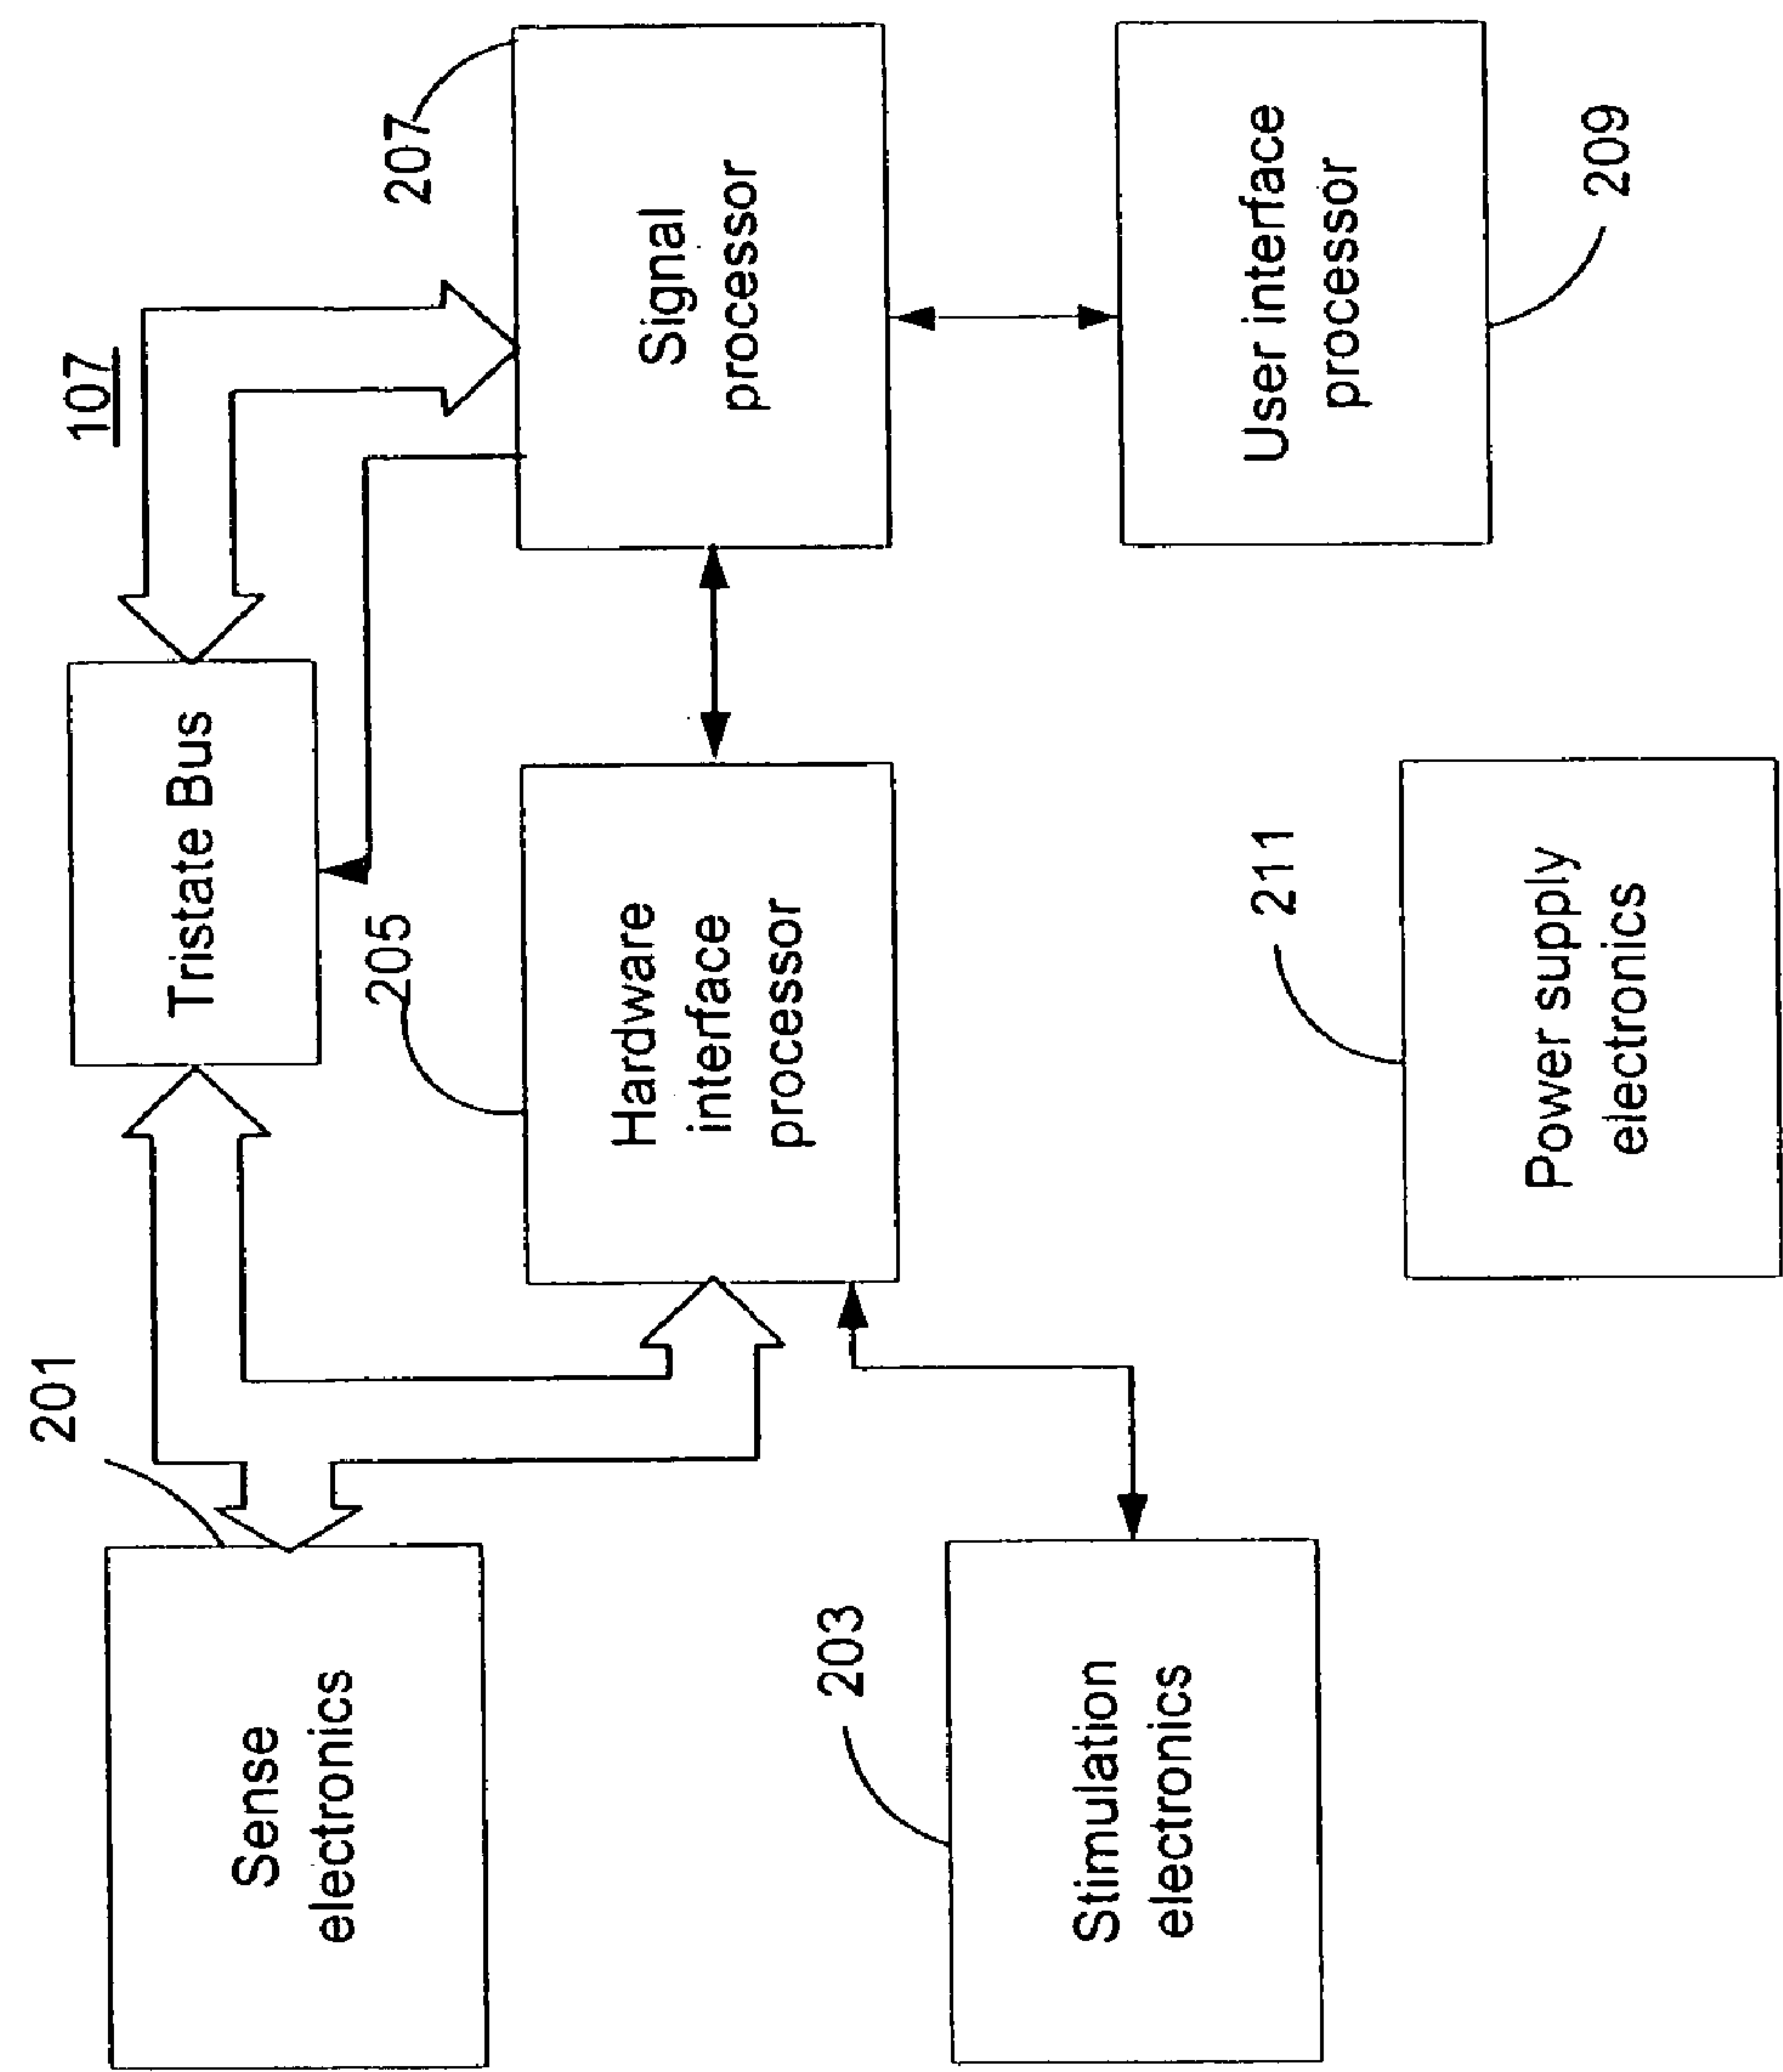 107
201
Sense
electronics
Tristate Bus
207
Signal
processor
205
Hardware
interface
processor
203
Stimulation
electronics
211
Power supply
electronics
User interface
processor
209